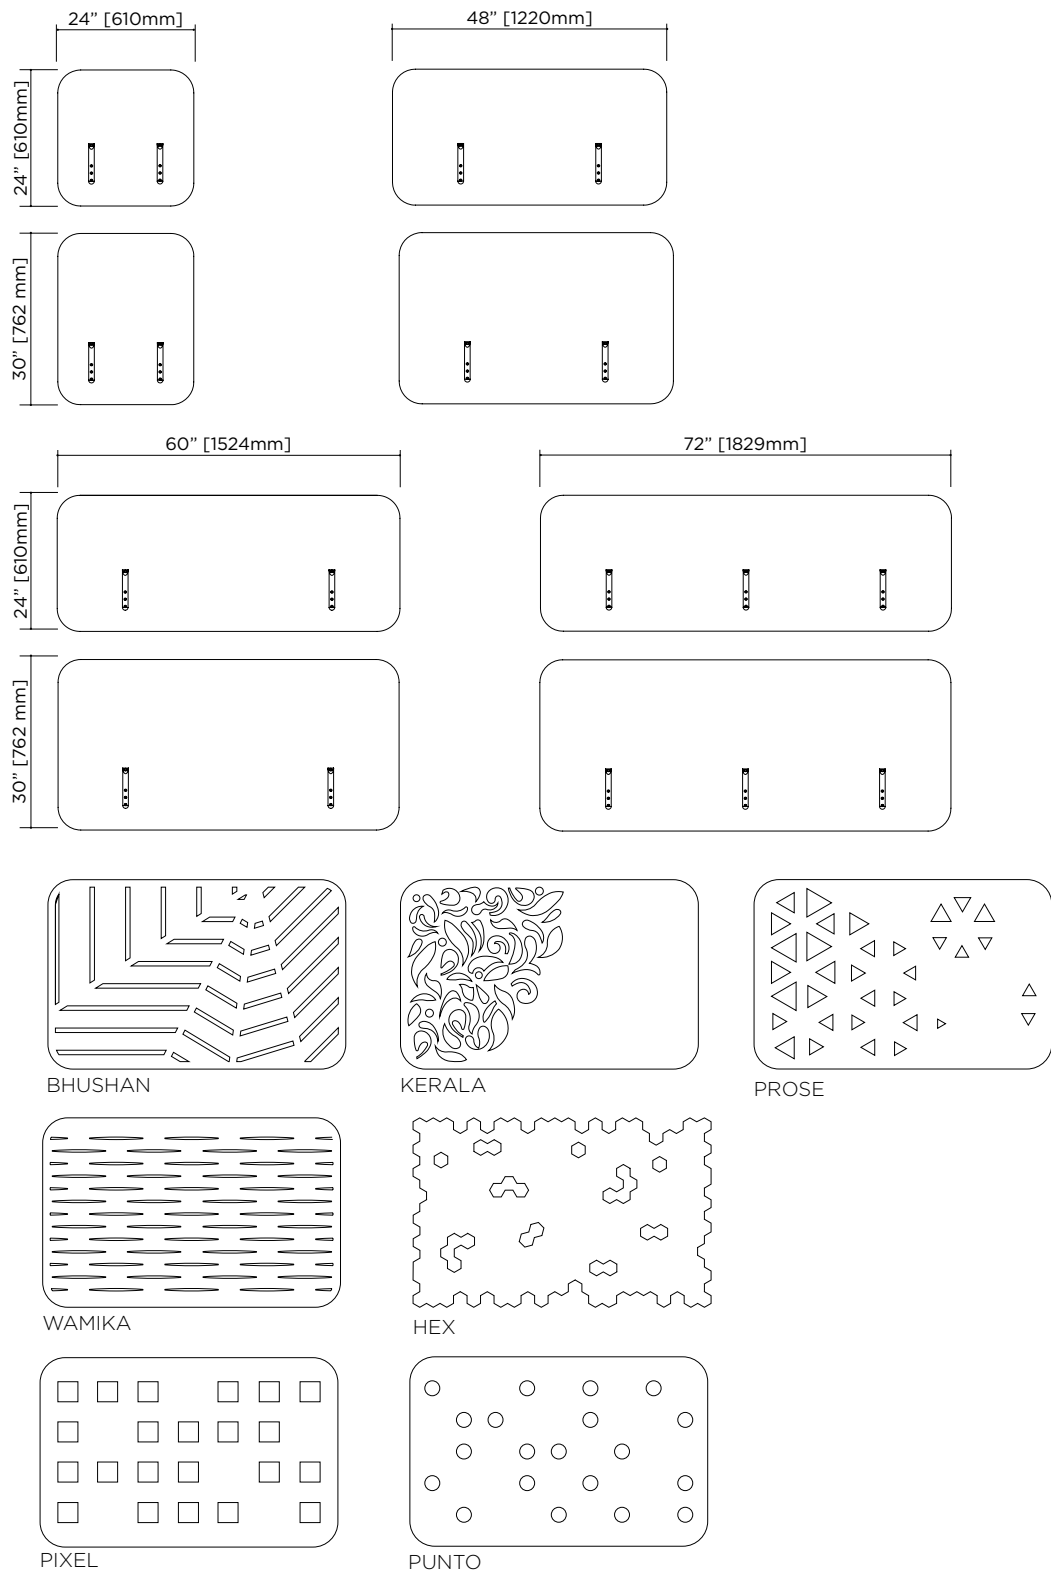 24” [610mm]
48” [1220mm]
24” [610mm]
30” [762 mm]
60” [1524mm]
72” [1829mm]
24” [610mm]
30” [762 mm]
BHUSHAN
KERALA
PROSE
WAMIKA
HEX
PIXEL
PUNTO